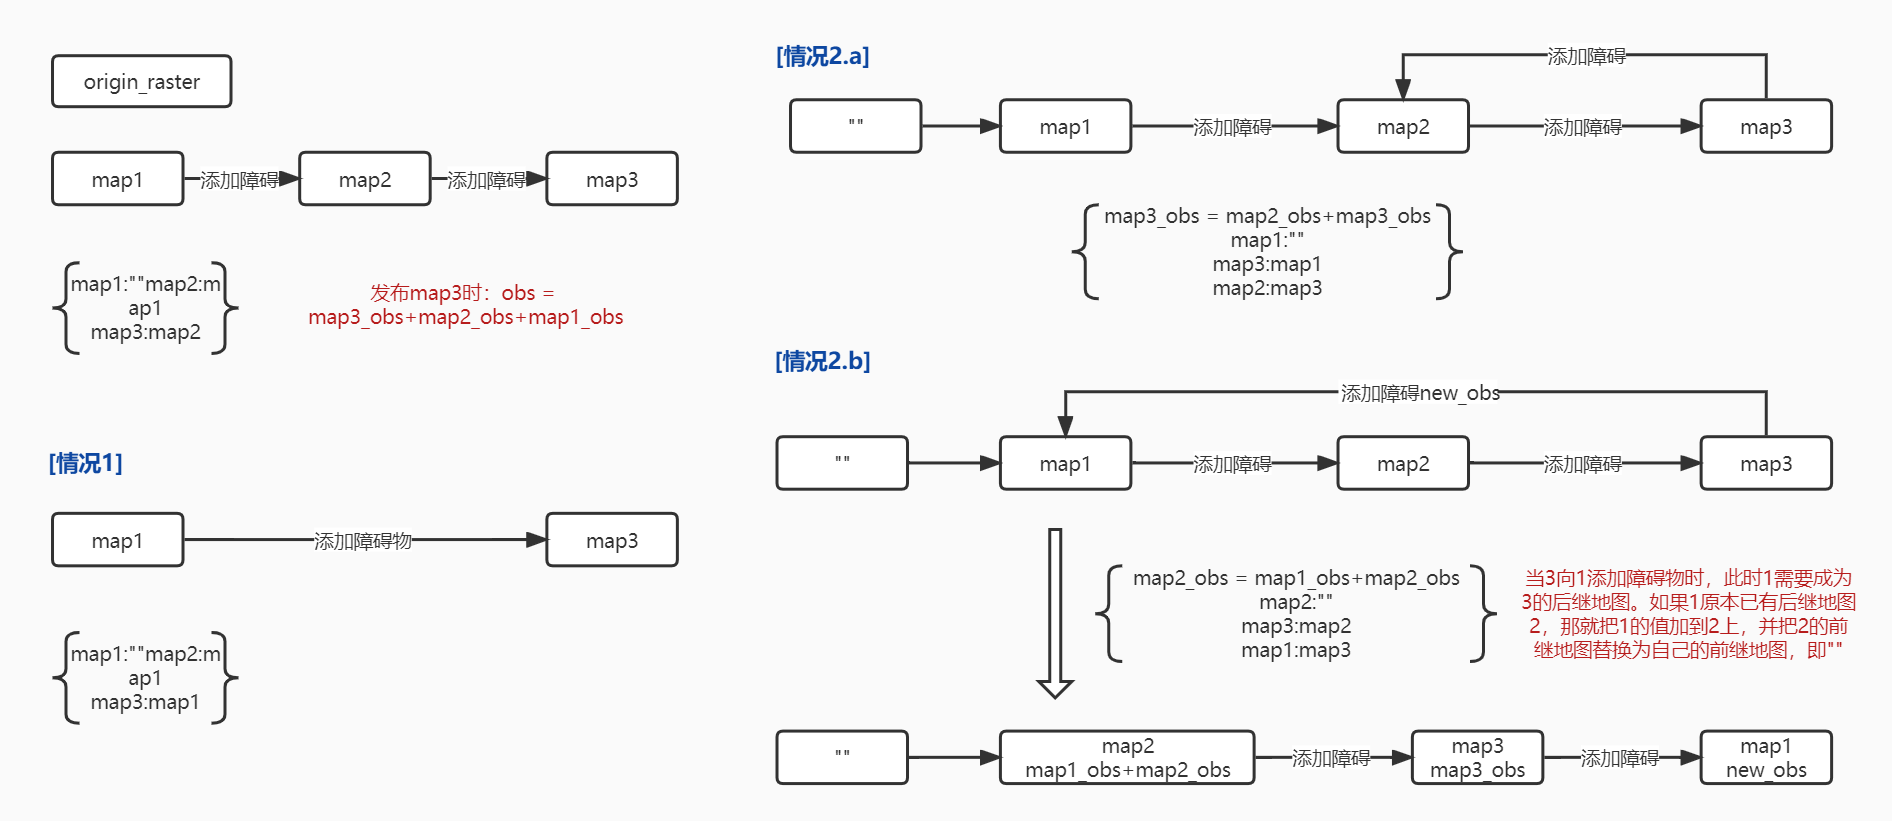 origin_raster
map1
添加障碍
map2
添加障碍
map3
map1:""map2:m
ap1
map3:map2
发布map3时：obs =
map3_obs+map2_obs+map1_obs
[情况1]
map1
添加障碍物
map3
map1:""map2:m
ap1
map3:map1
[情况2.a]
添加障碍
""
map1
添加障碍
map2
添加障碍
map3
map3_obs = map2_obs+map3_obs
map1:""
map3:map1
map2:map3
[情况2.b]
添加障碍new_obs
""
map1
添加障碍
map2
添加障碍
map3
map2_obs = map1_obs+map2_obs
map2:""
map3:map2
map1:map3
当3向1添加障碍物时，此时1需要成为
3的后继地图。如果1原本已有后继地图
2，那就把1的值加到2上，并把2的前
继地图替换为自己的前继地图，即""
""
map2
map1_obs+map2_obs
添加障碍
map3
map3_obs
添加障碍
map1
new_obs